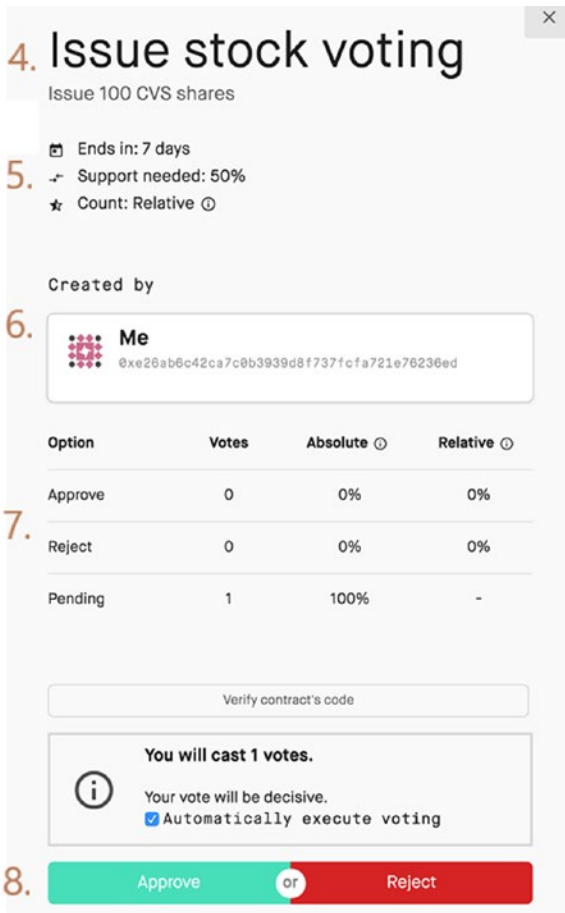 4. Issue stock voting
Issue 100 CVS shares
Ends in: 7 days
5. Support needed: 50%
Count: Relative
Created by
6.
Me
0xe26ab6c42ca7c0b3939d8f737fcfa721e76236ed
Option Votes Absolute Relative
Approve 0 0% 0%
7.
Reject 0 0% 0%
Pending 1 100% -
Verify contract's code
You will cast 1 votes.
Your vote will be decisive.
Automatically execute voting
8. Approve or Reject